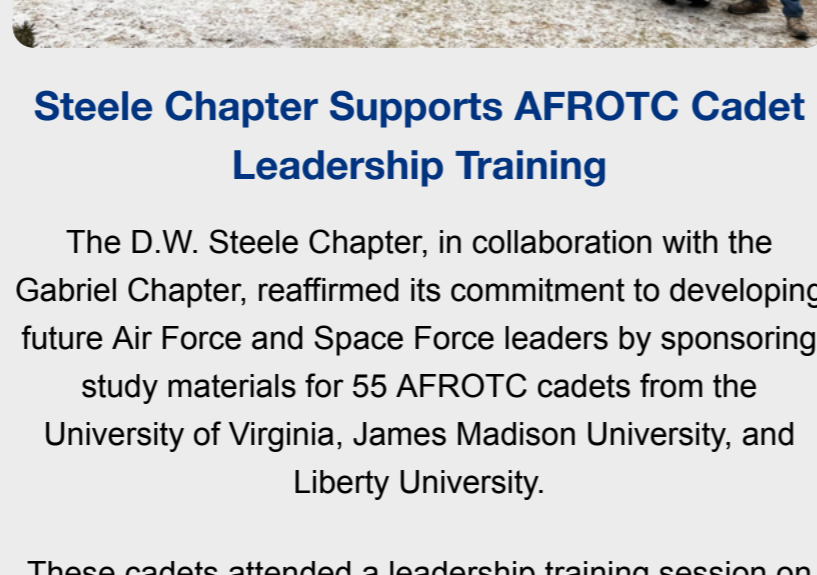 Steele Chapter Supports AFROTC Cadet
Leadership Training
The D.W. Steele Chapter, in collaboration with the
Gabriel Chapter, reaffirmed its commitment to developing
future Air Force and Space Force leaders by sponsoring
study materials for 55 AFROTC cadets from the
University of Virginia, James Madison University, and
Liberty University.
These cadets attended a leadership training session on